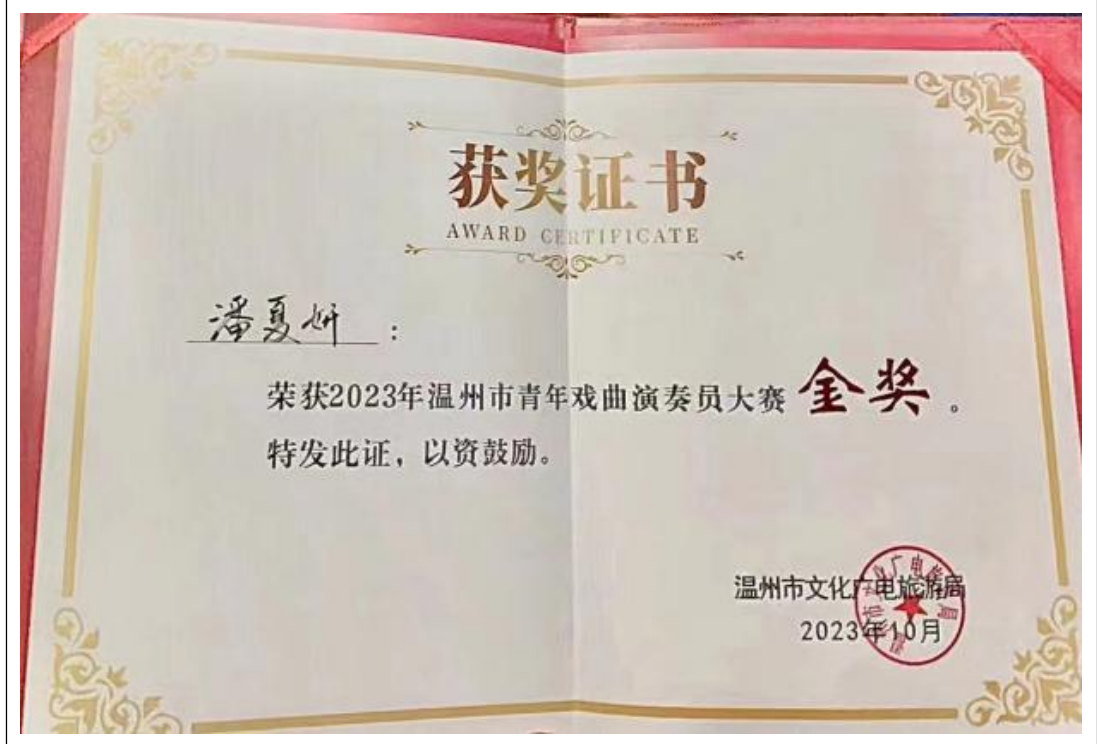 获奖证书
AWARD CERTIFICATE
潘夏妍：
荣获2023年温州市青年戏曲演奏员大赛 金奖。
特发此证，以资鼓励。
温州市文化广电旅游局
2023年10月